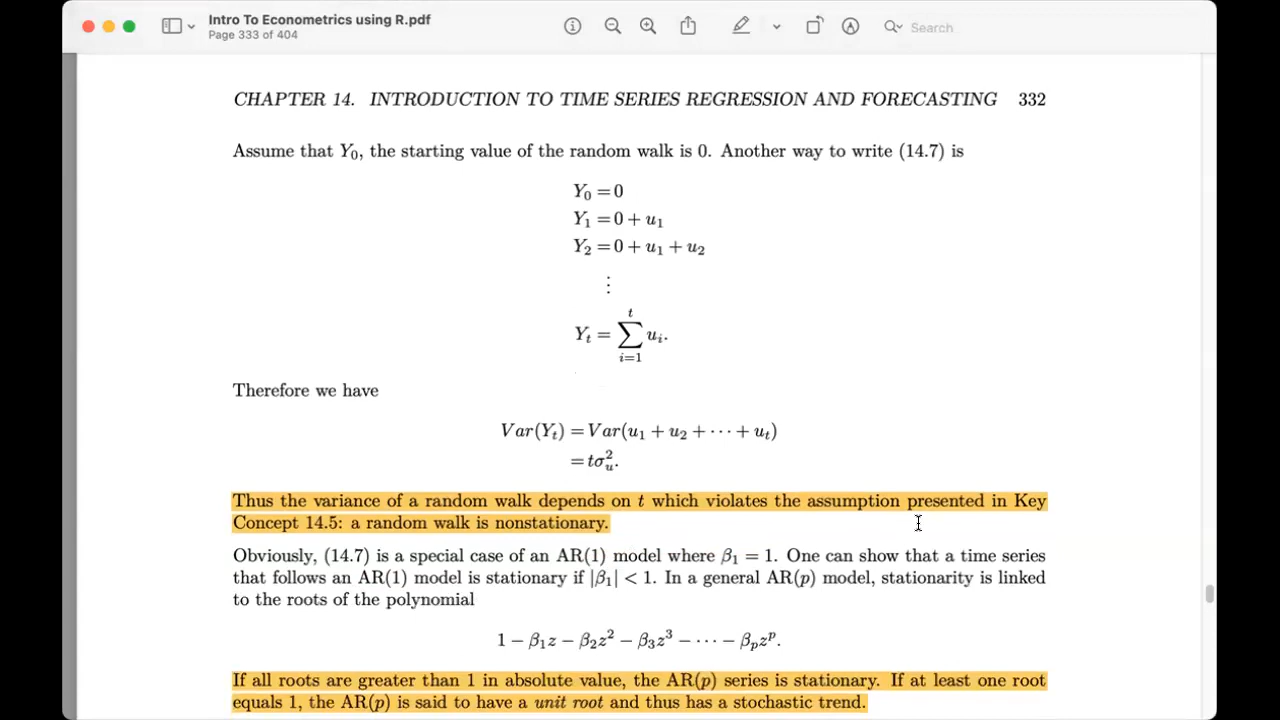 Intro To Econometrics using R.pdf
Page 333 of 404
Search
CHAPTER 14. INTRODUCTION TO TIME SERIES REGRESSION AND FORECASTING 332
Assume that Y₀, the starting value of the random walk is 0. Another way to write (14.7) is
Y₀ = 0
Y₁ = 0 + u₁
Y₂ = 0 + u₁ + u₂
⋮
Yₜ = ∑ᵢ₌₁ᵗ uᵢ.
Therefore we have
Var(Yₜ) = Var(u₁ + u₂ + ⋯ + uₜ)
= tσᵤ².
Thus the variance of a random walk depends on t which violates the assumption presented in Key
Concept 14.5: a random walk is nonstationary.
Obviously, (14.7) is a special case of an AR(1) model where β₁ = 1. One can show that a time series
that follows an AR(1) model is stationary if |β₁| < 1. In a general AR(p) model, stationarity is linked
to the roots of the polynomial
1 − β₁z − β₂z² − β₃z³ − ⋯ − βₚzᵖ.
If all roots are greater than 1 in absolute value, the AR(p) series is stationary. If at least one root
equals 1, the AR(p) is said to have a unit root and thus has a stochastic trend.